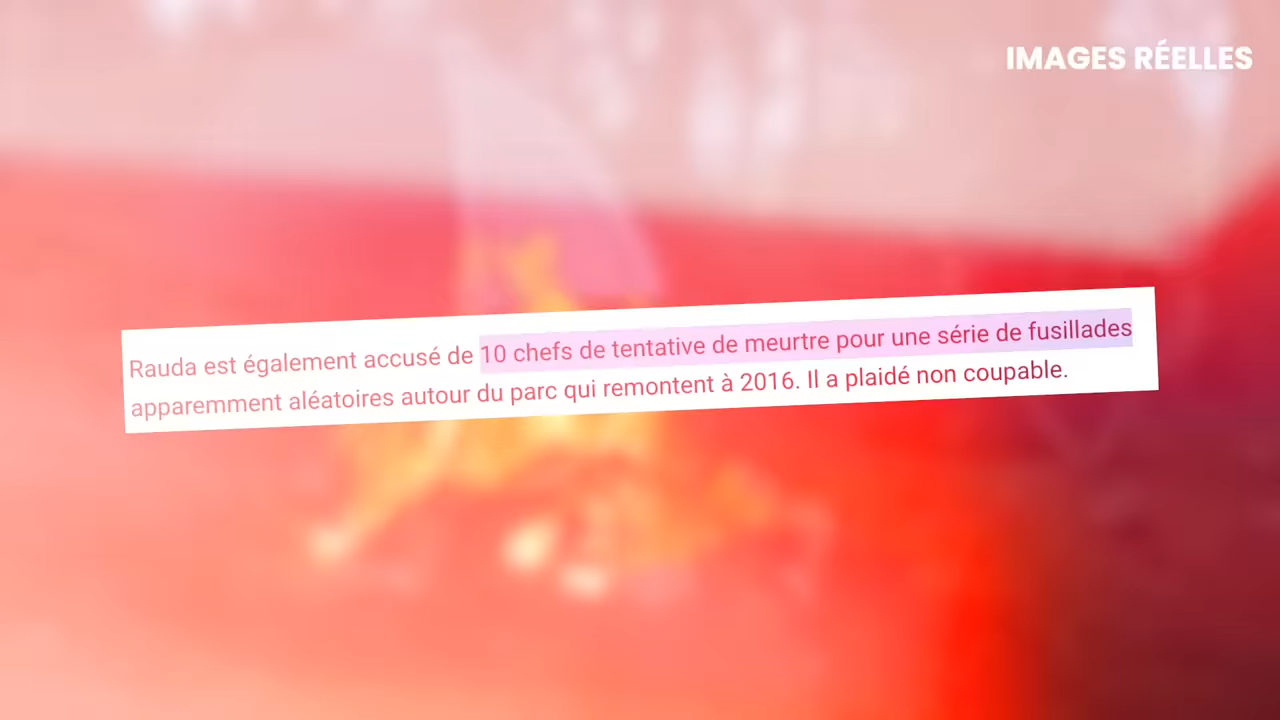 IMAGES RÉELLES
Rauda est également accusé de 10 chefs de tentative de meurtre pour une série de fusillades
apparemment aléatoires autour du parc qui remontent à 2016. Il a plaidé non coupable.